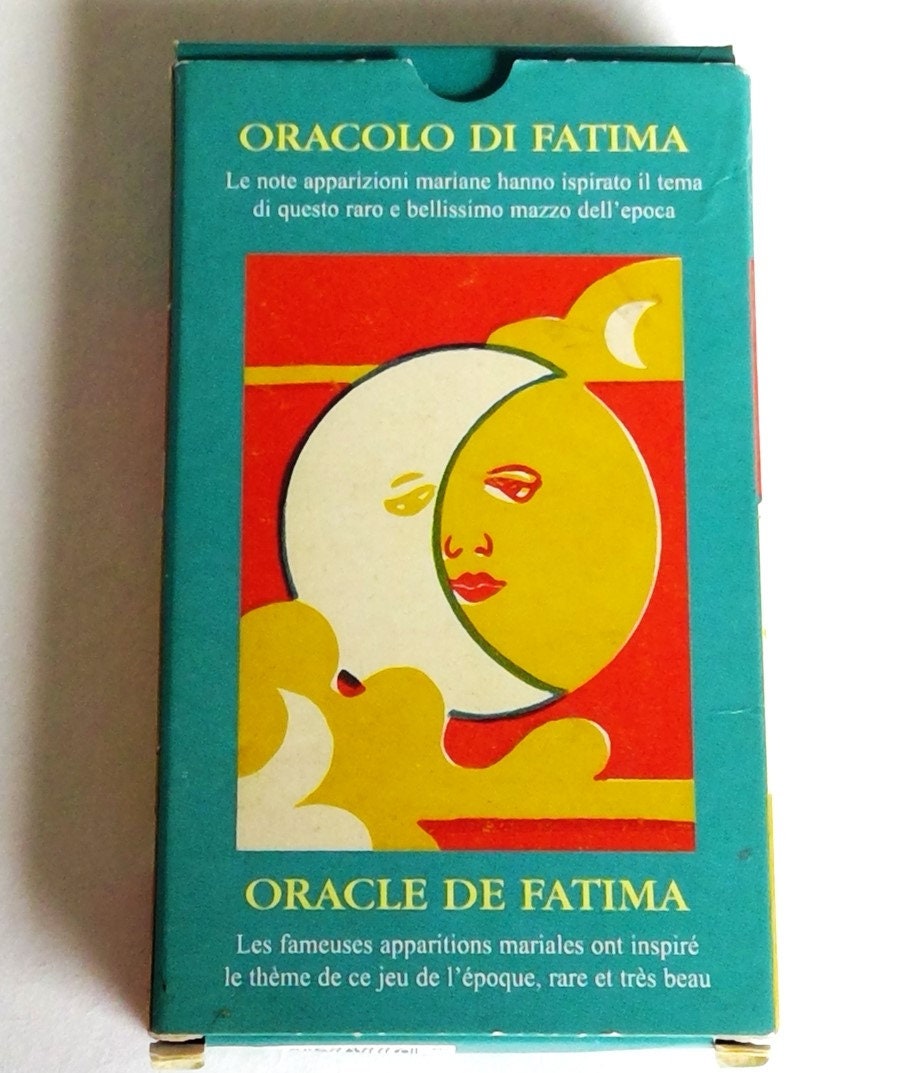 ORACOLO DI FATIMA
Le note apparizioni mariane hanno ispirato il tema
di questo raro e bellissimo mazzo dell'epoca
ORACLE DE FATIMA
Les fameuses apparitions mariales ont inspiré
le thème de ce jeu de l'époque, rare et très beau